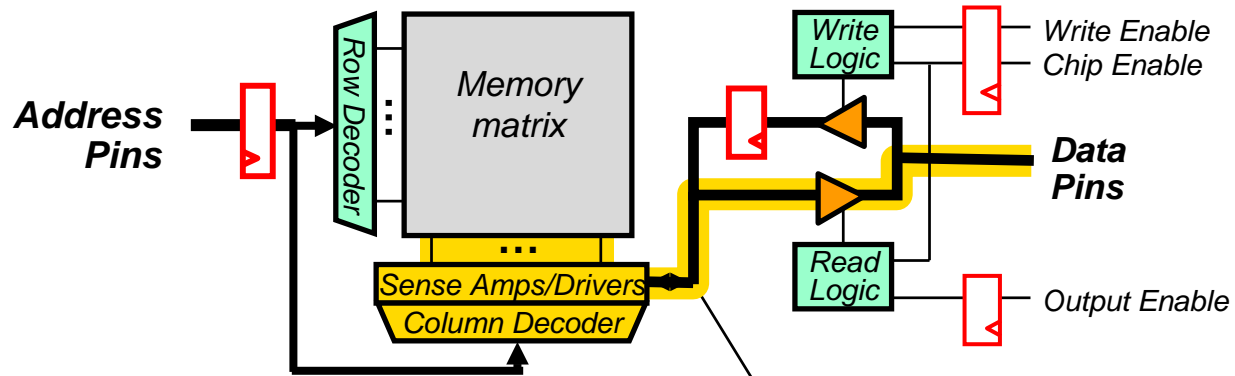 Address
Pins
Row Decoder
...
Memory
matrix
...
Sense Amps/Drivers
Column Decoder
Write
Logic
Read
Logic
Write Enable
Chip Enable
Data
Pins
Output Enable